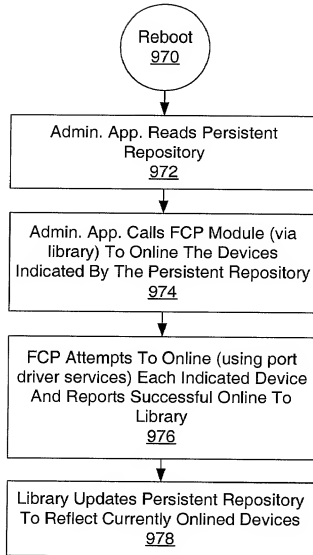 Reboot
970
Admin. App. Reads Persistent
Repository
972
Admin. App. Calls FCP Module (via
library) To Online The Devices
Indicated By The Persistent Repository
974
FCP Attempts To Online (using port
driver services) Each Indicated Device
And Reports Successful Online To
Library
976
Library Updates Persistent Repository
To Reflect Currently Onlined Devices
978